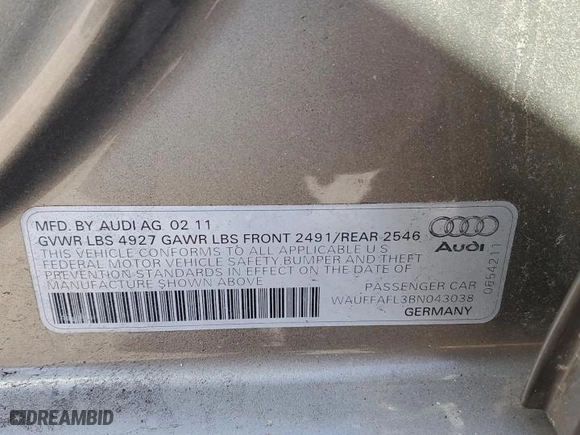 MFD. BY AUDI AG 02 11
GVWR LBS 4927 GAWR LBS FRONT 2491/REAR 2546
THIS VEHICLE CONFORMS TO ALL APPLICABLE U.S
FEDERAL MOTOR VEHICLE SAFETY BUMPER AND THEFT
PREVENTION STANDARDS IN EFFECT ON THE DATE OF
MANUFACTURE SHOWN ABOVE
PASSENGER CAR
WAUFFAFL3BN043038
GERMANY
Audi
DREAMBID